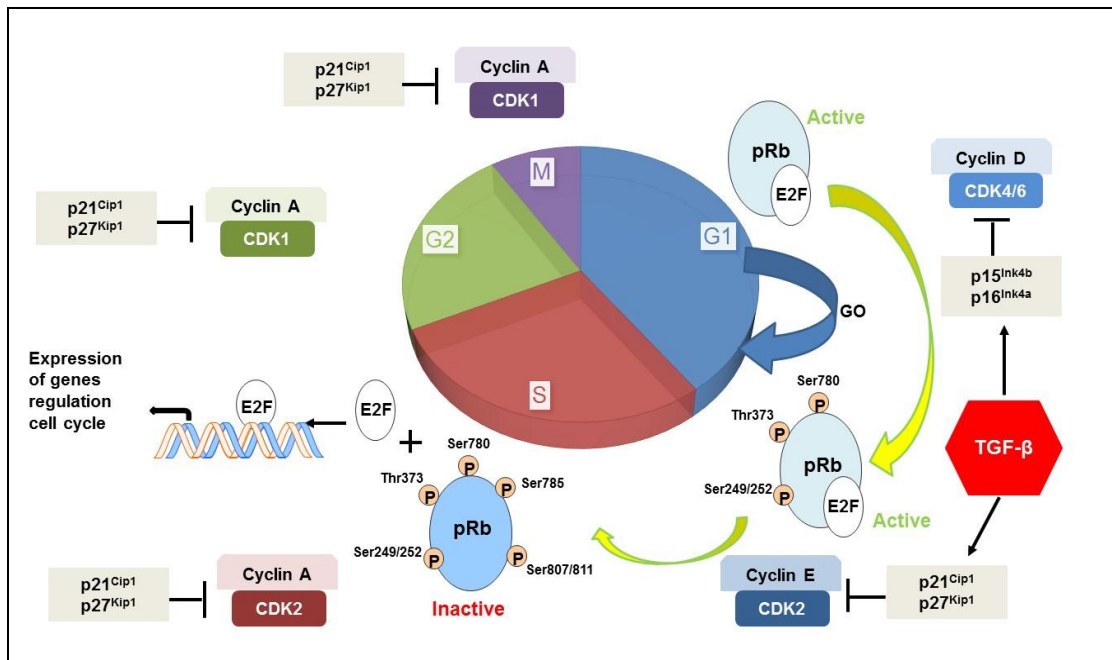 p21Cip1
p27Kip1
Cyclin A
CDK1
Active
pRb
E2F
Cyclin D
CDK4/6
p21Cip1
p27Kip1
Cyclin A
CDK1
M
G2
G1
S
GO
p15Ink4b
p16Ink4a
Expression
of genes
regulation
cell cycle
E2F
E2F
+
Ser780
P
Thr373
P
pRb
Ser249/252
P
E2F
Active
TGF-β
Ser780
P
Thr373
P
Ser785
P
pRb
Ser249/252
P
Ser807/811
P
Inactive
p21Cip1
p27Kip1
Cyclin A
CDK2
Cyclin E
CDK2
p21Cip1
p27Kip1